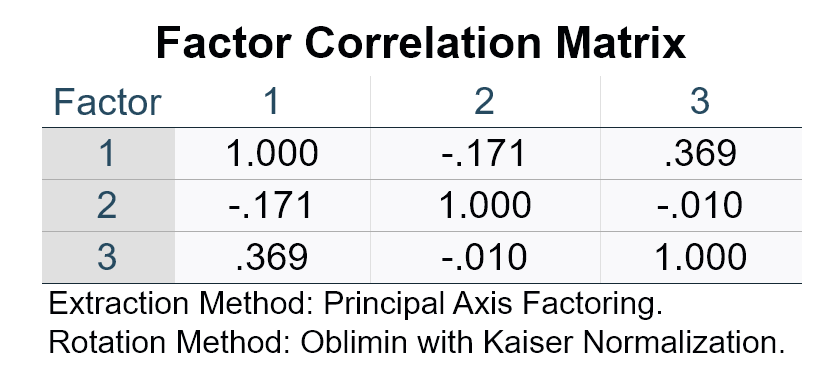 Factor Correlation Matrix
Factor 1 2 3
1 1.000 -.171 .369
2 -.171 1.000 -.010
3 .369 -.010 1.000
Extraction Method: Principal Axis Factoring.
Rotation Method: Oblimin with Kaiser Normalization.